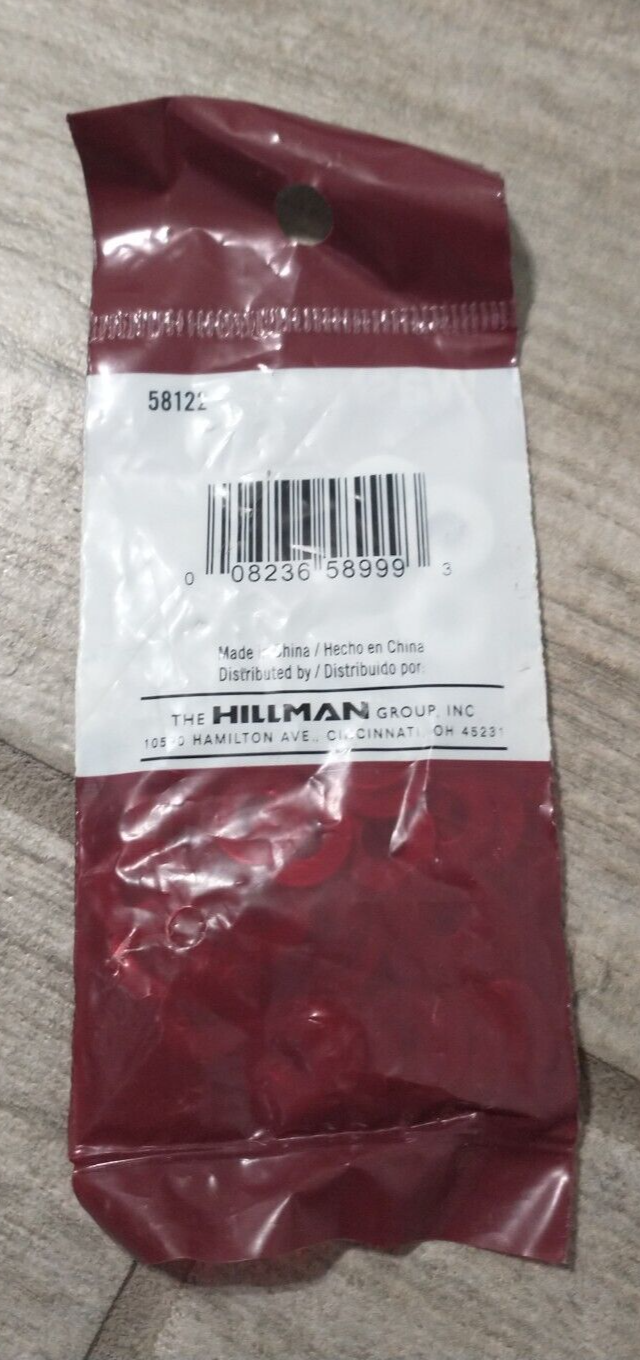 58122
0 08236 58999 3
Made in China / Hecho en China
Distributed by / Distribuido por:
THE HILLMAN GROUP, INC
HAMILTON AVE., CINCINNATI, OH 45231